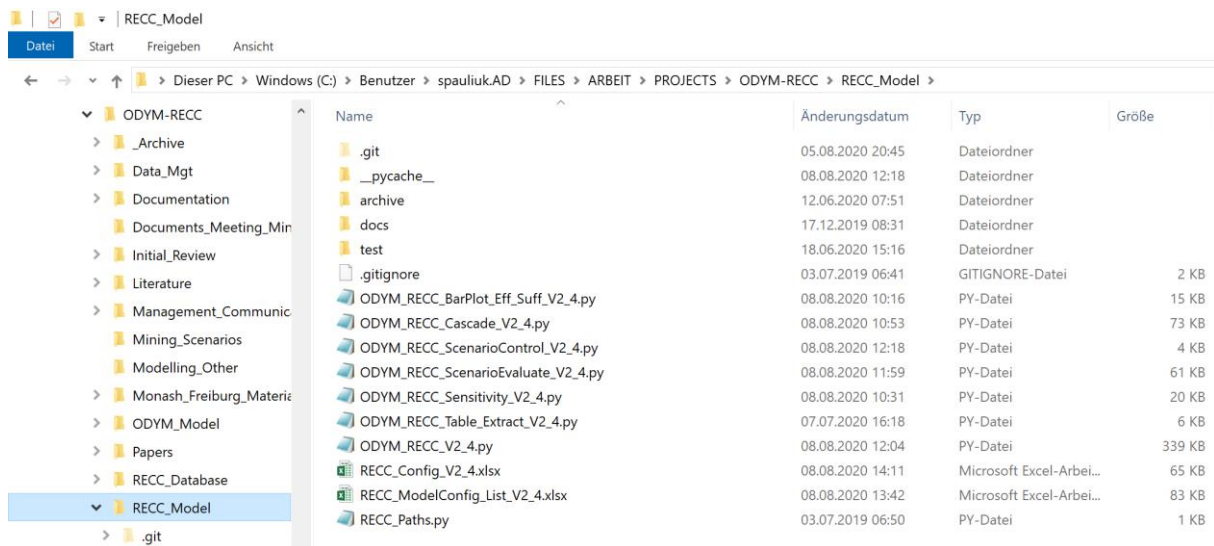 RECC_Model
Datei Start Freigeben Ansicht
Dieser PC > Windows (C:) > Benutzer > spauliuk.AD > FILES > ARBEIT > PROJECTS > ODYM-RECC > RECC_Model >
ODYM-RECC
_Archive
Data_Mgt
Documentation
Documents_Meeting_Min
Initial_Review
Literature
Management_Communic
Mining_Scenarios
Modelling_Other
Monash_Freiburg_Materia
ODYM_Model
Papers
RECC_Database
RECC_Model
.git
Name Änderungsdatum Typ Größe
.git 05.08.2020 20:45 Dateiordner
__pycache__ 08.08.2020 12:18 Dateiordner
archive 12.06.2020 07:51 Dateiordner
docs 17.12.2019 08:31 Dateiordner
test 18.06.2020 15:16 Dateiordner
.gitignore 03.07.2019 06:41 GITIGNORE-Datei 2 KB
ODYM_RECC_BarPlot_Eff_Suff_V2_4.py 08.08.2020 10:16 PY-Datei 15 KB
ODYM_RECC_Cascade_V2_4.py 08.08.2020 10:53 PY-Datei 73 KB
ODYM_RECC_ScenarioControl_V2_4.py 08.08.2020 12:18 PY-Datei 4 KB
ODYM_RECC_ScenarioEvaluate_V2_4.py 08.08.2020 11:59 PY-Datei 61 KB
ODYM_RECC_Sensitivity_V2_4.py 08.08.2020 10:31 PY-Datei 20 KB
ODYM_RECC_Table_Extract_V2_4.py 07.07.2020 16:18 PY-Datei 6 KB
ODYM_RECC_V2_4.py 08.08.2020 12:04 PY-Datei 339 KB
RECC_Config_V2_4.xlsx 08.08.2020 14:11 Microsoft Excel-Arbei... 65 KB
RECC_ModelConfig_List_V2_4.xlsx 08.08.2020 13:42 Microsoft Excel-Arbei... 83 KB
RECC_Paths.py 03.07.2019 06:50 PY-Datei 1 KB